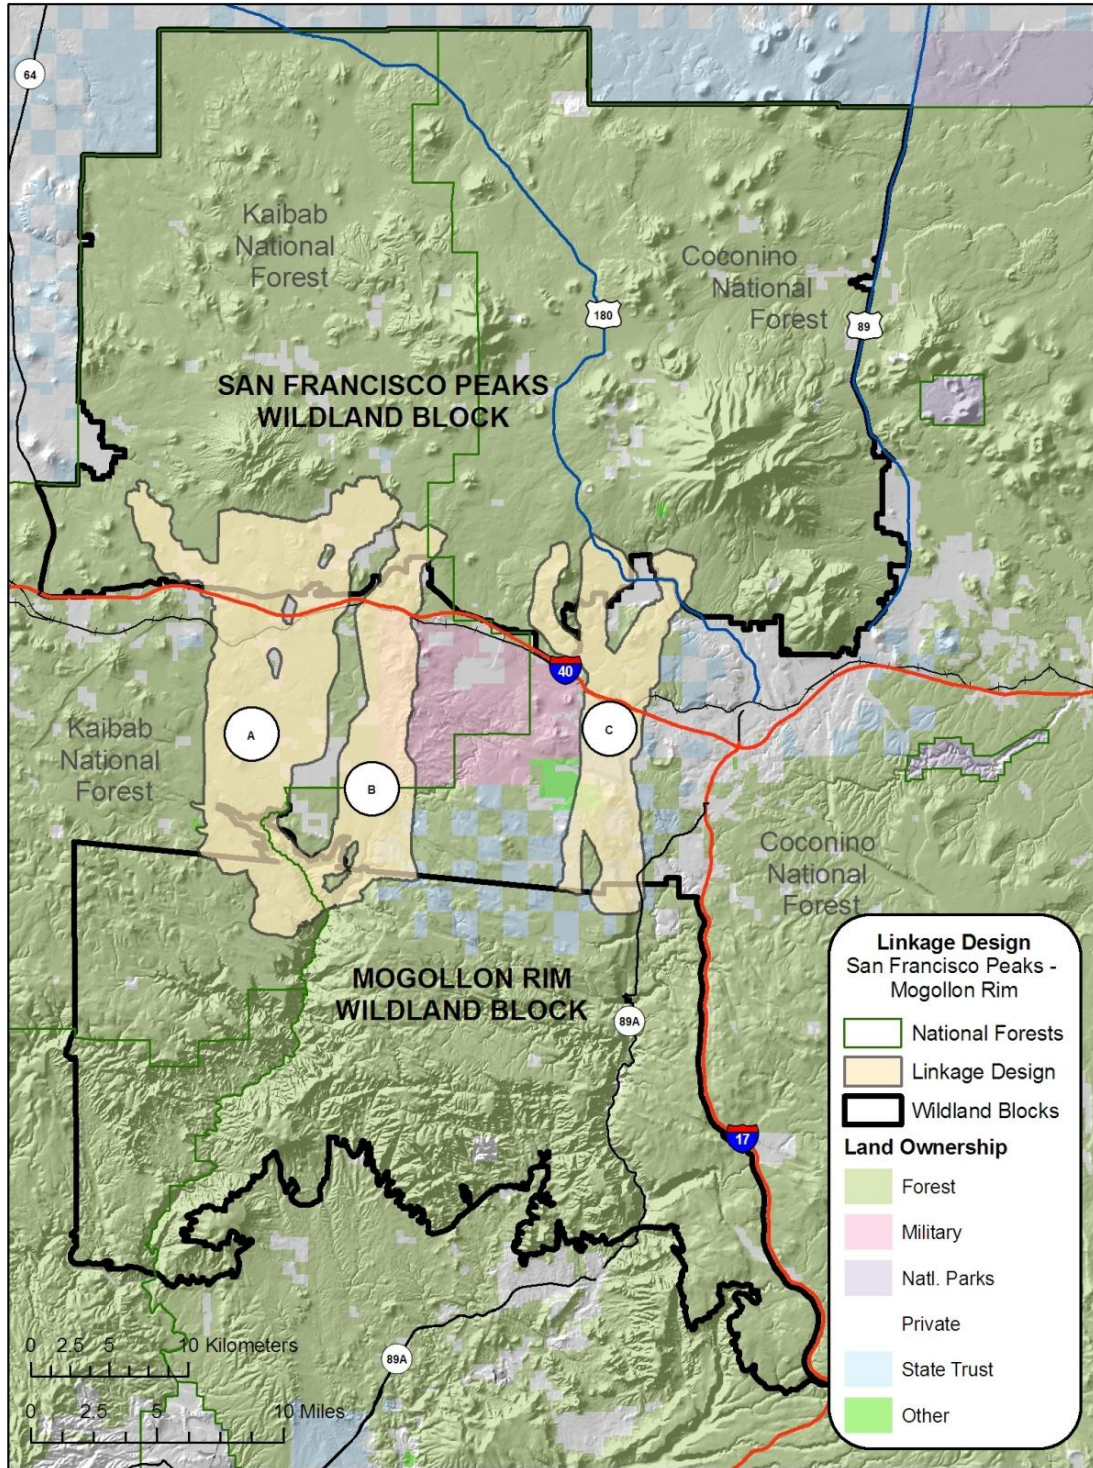 64
Kaibab
National
Forest
Coconino
National
Forest
180
89
SAN FRANCISCO PEAKS
WILDLAND BLOCK
40
A
C
Kaibab
National
Forest
B
Coconino
National
Forest
MOGOLLON RIM
WILDLAND BLOCK
89A
17
89A
0 2.5 5 10 Kilometers
0 2.5 5 10 Miles
Linkage Design
San Francisco Peaks -
Mogollon Rim
National Forests
Linkage Design
Wildland Blocks
Land Ownership
Forest
Military
Natl. Parks
Private
State Trust
Other